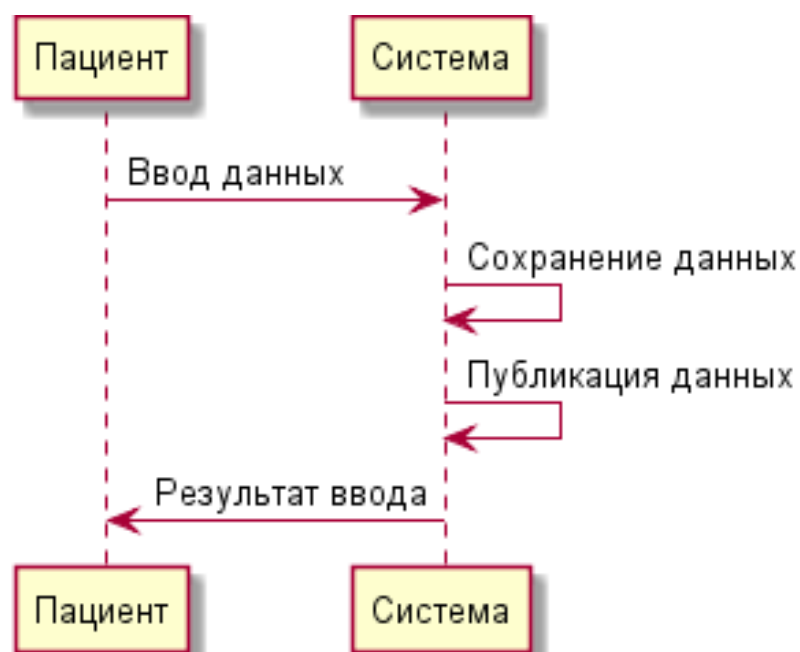 Пациент
Система
Ввод данных
Сохранение данных
Публикация данных
Результат ввода
Пациент
Система